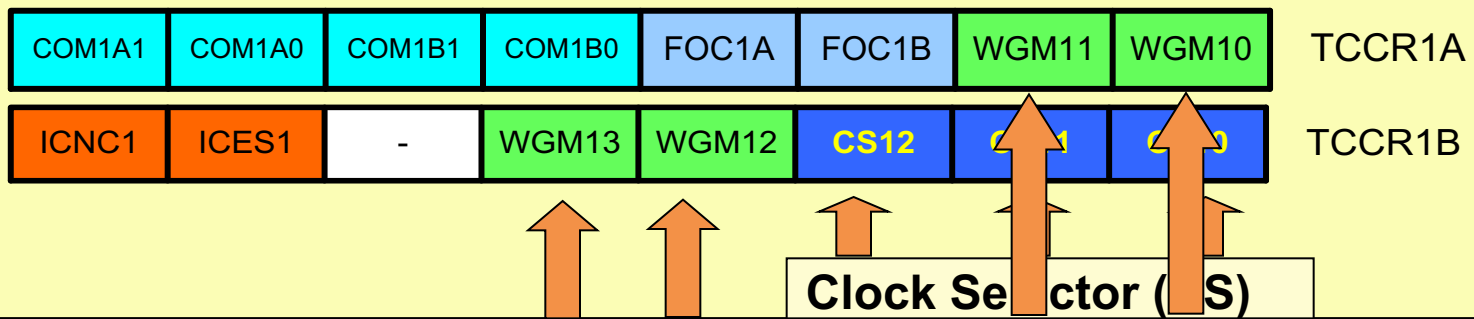 COM1A1 COM1A0 COM1B1 COM1B0 FOC1A FOC1B WGM11 WGM10 TCCR1A
ICNC1 ICES1 - WGM13 WGM12 CS12 TCCR1B
Clock